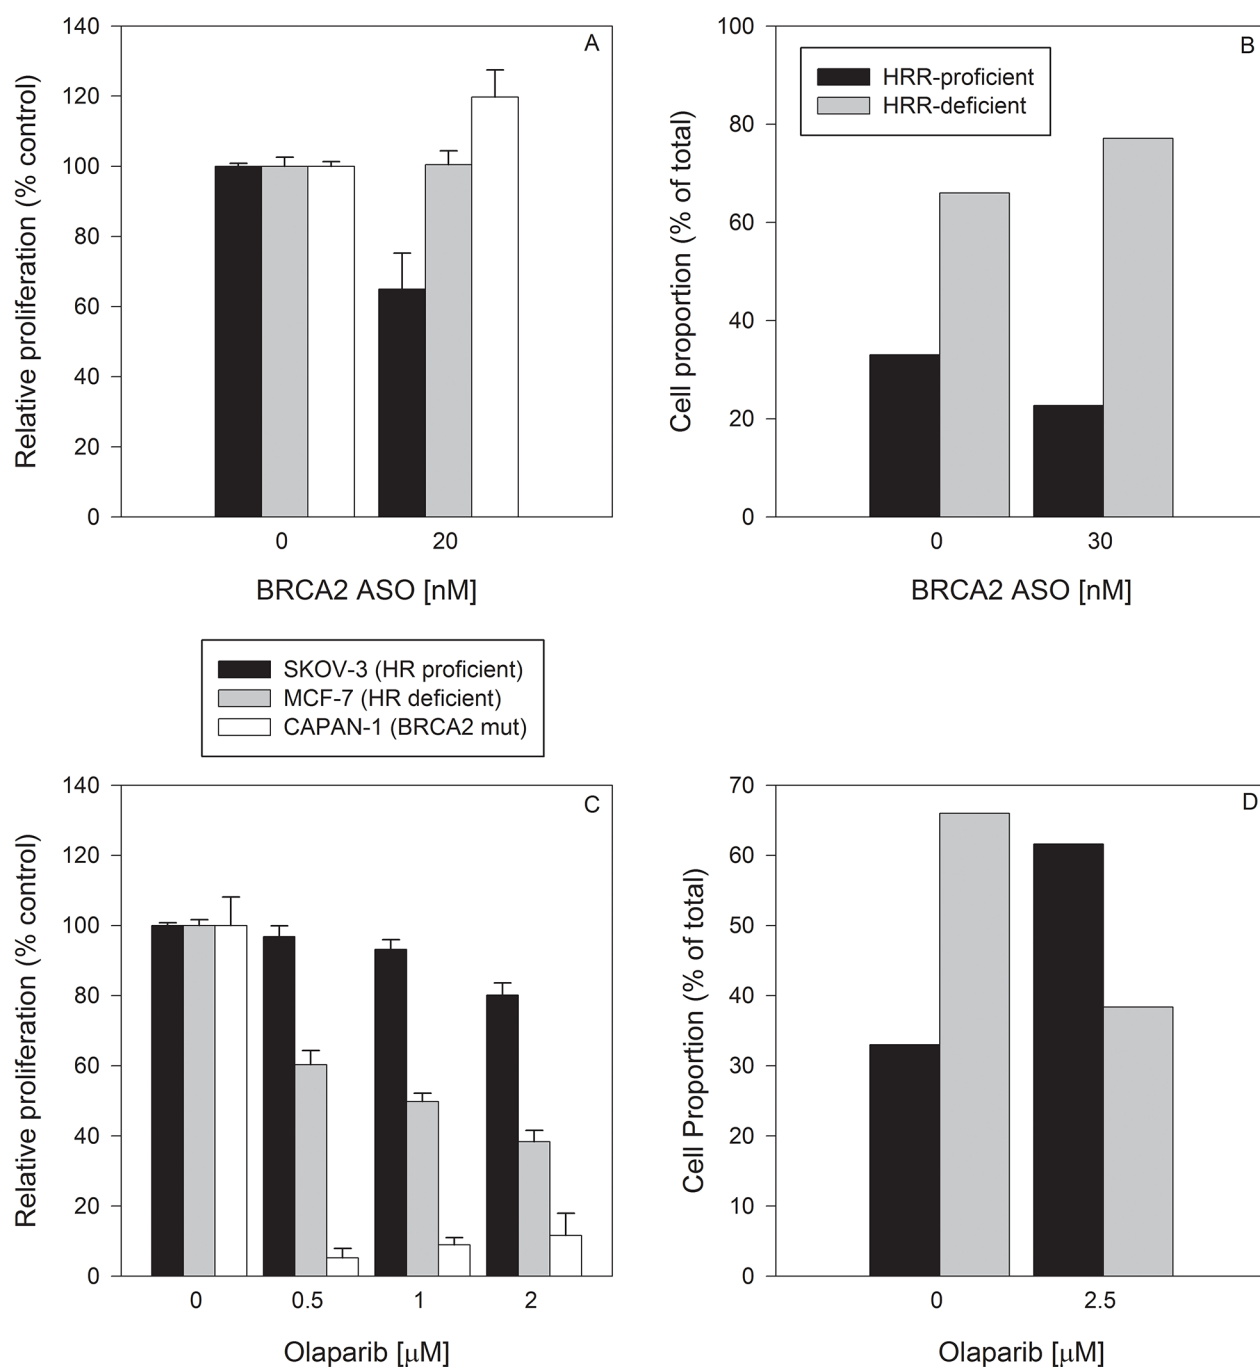 A
Relative proliferation (% control)
140
120
100
80
60
40
20
0
0 20
BRCA2 ASO [nM]
B
HRR-proficient
HRR-deficient
Cell proportion (% of total)
100
80
60
40
20
0
0 30
BRCA2 ASO [nM]
SKOV-3 (HR proficient)
MCF-7 (HR deficient)
CAPAN-1 (BRCA2 mut)
C
Relative proliferation (% control)
140
120
100
80
60
40
20
0
0 0.5 1 2
Olaparib [μM]
D
Cell Proportion (% of total)
70
60
50
40
30
20
10
0
0 2.5
Olaparib [μM]